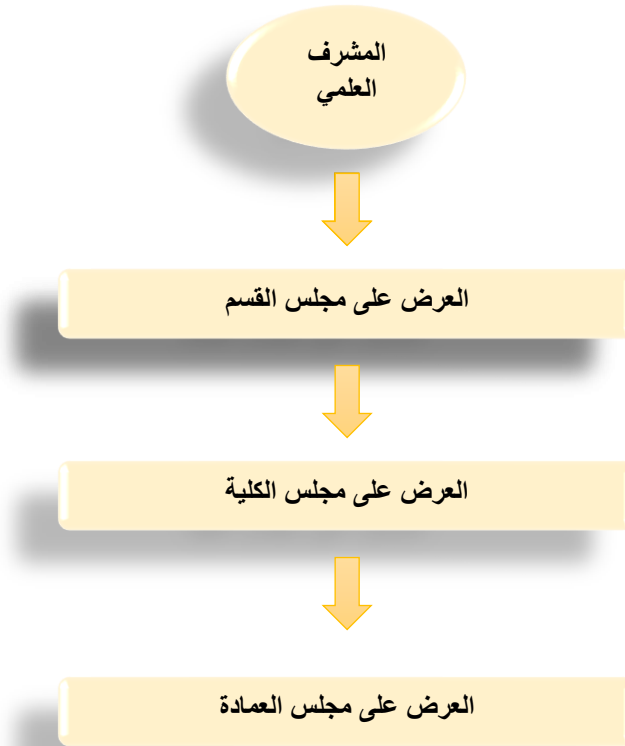 المشرف
العلمي
العرض على مجلس القسم
العرض على مجلس الكلية
العرض على مجلس العمادة